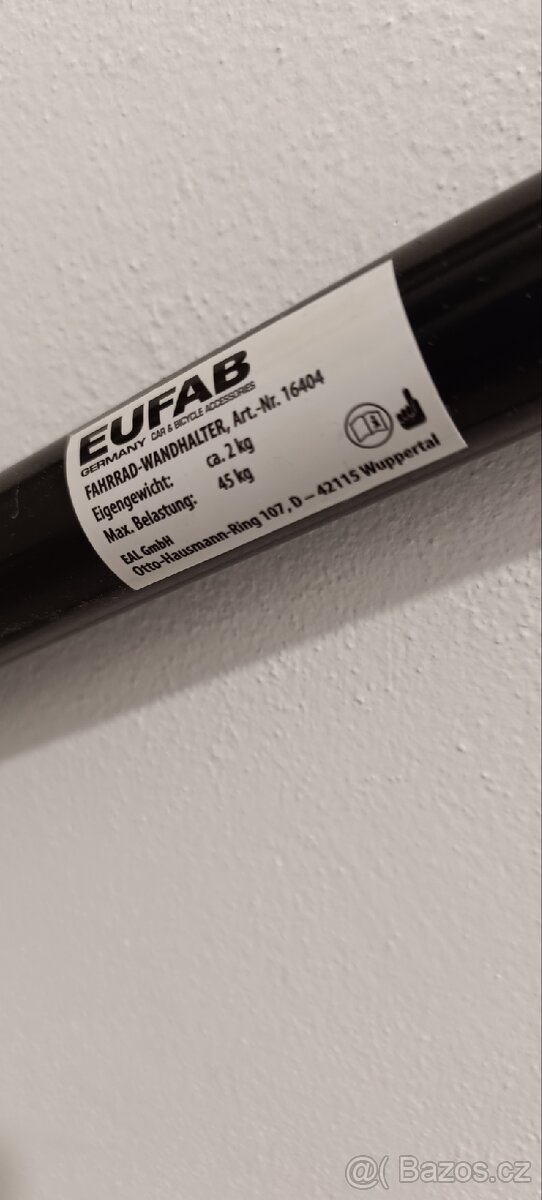 EUFAB
GERMANY CAR & BICYCLE ACCESSORIES
FAHRRAD-WANDHALTER, Art.-Nr. 16404
Eigengewicht: ca. 2 kg
Max. Belastung: 45 kg
EAL GmbH
Otto-Hausmann-Ring 107, D – 42115 Wuppertal
@( Bazos.cz